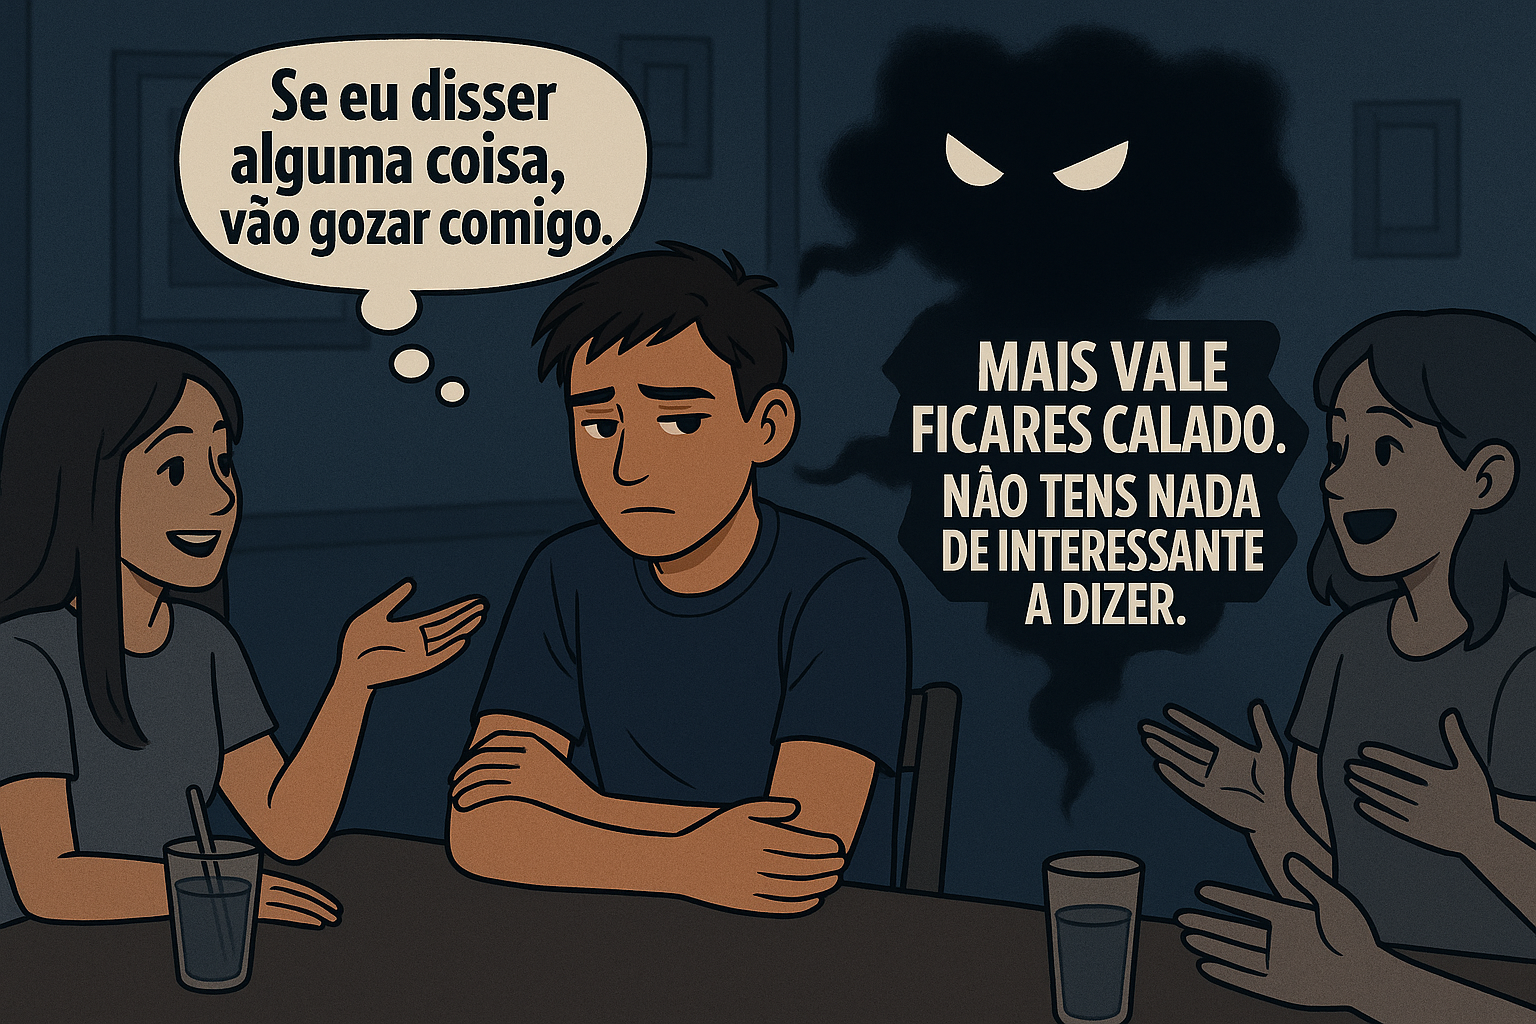 Se eu disser
alguma coisa,
vão gozar comigo.
MAIS VALE
FICARES CALADO.
NÃO TENS NADA
DE INTERESSANTE
A DIZER.